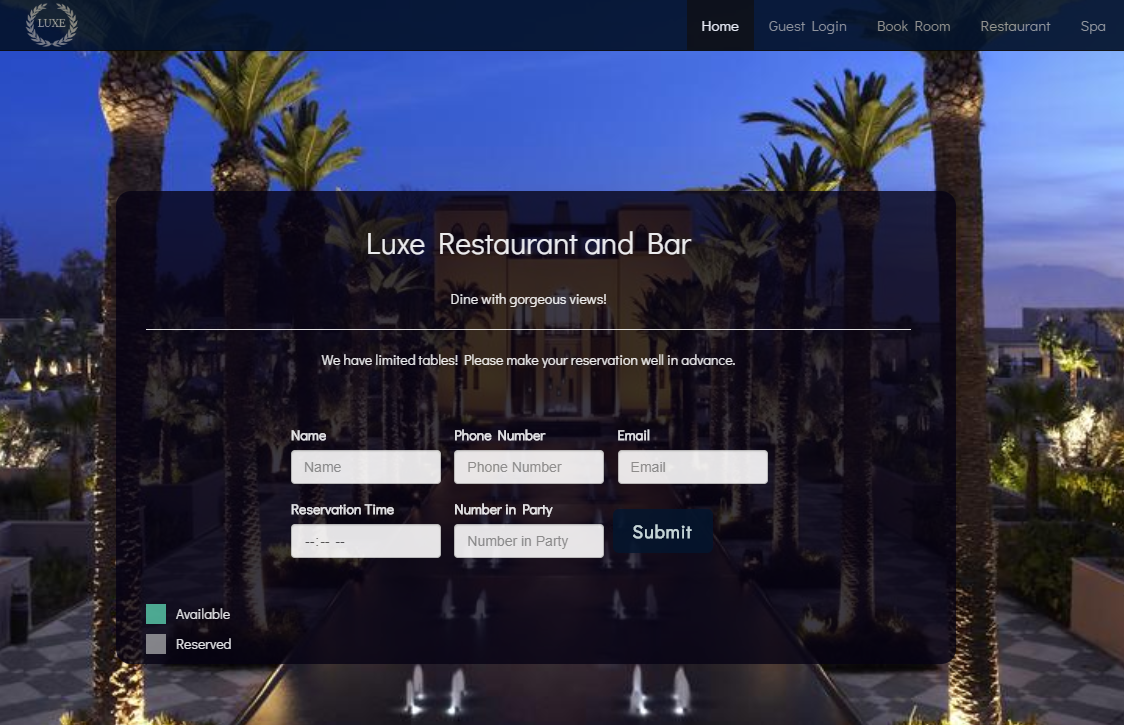 LUXE
Home Guest Login Book Room Restaurant Spa
Luxe Restaurant and Bar
Dine with gorgeous views!
We have limited tables! Please make your reservation well in advance.
Name Phone Number Email
Name Phone Number Email
Reservation Time Number in Party
--:-- -- Number in Party Submit
Available
Reserved